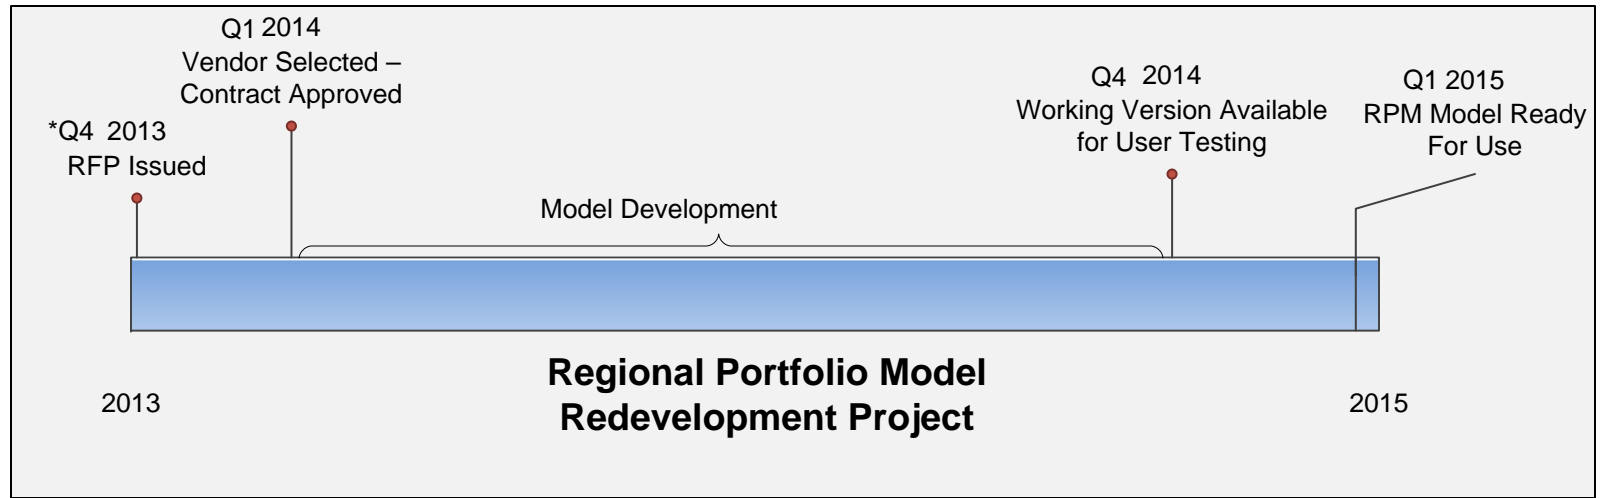 Q1 2014
Vendor Selected –
Contract Approved
*Q4 2013
RFP Issued
Q4 2014
Working Version Available
for User Testing
Q1 2015
RPM Model Ready
For Use
Model Development
Regional Portfolio Model
Redevelopment Project
2013
2015